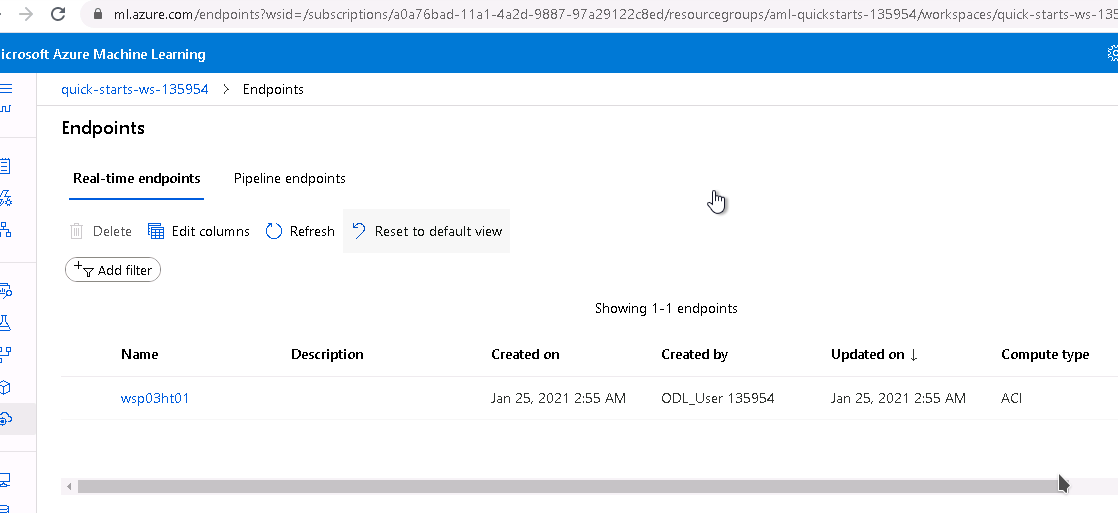 ml.azure.com/endpoints?wsid=/subscriptions/a0a76bad-11a1-4a2d-9887-97a29122c8ed/resourcegroups/aml-quickstarts-135954/workspaces/quick-starts-ws-135
icrosoft Azure Machine Learning
quick-starts-ws-135954 > Endpoints
Endpoints
Real-time endpoints Pipeline endpoints
Delete Edit columns Refresh Reset to default view
Add filter
Showing 1-1 endpoints
Name Description Created on Created by Updated on ↓ Compute type
wsp03ht01 Jan 25, 2021 2:55 AM ODL_User 135954 Jan 25, 2021 2:55 AM ACI